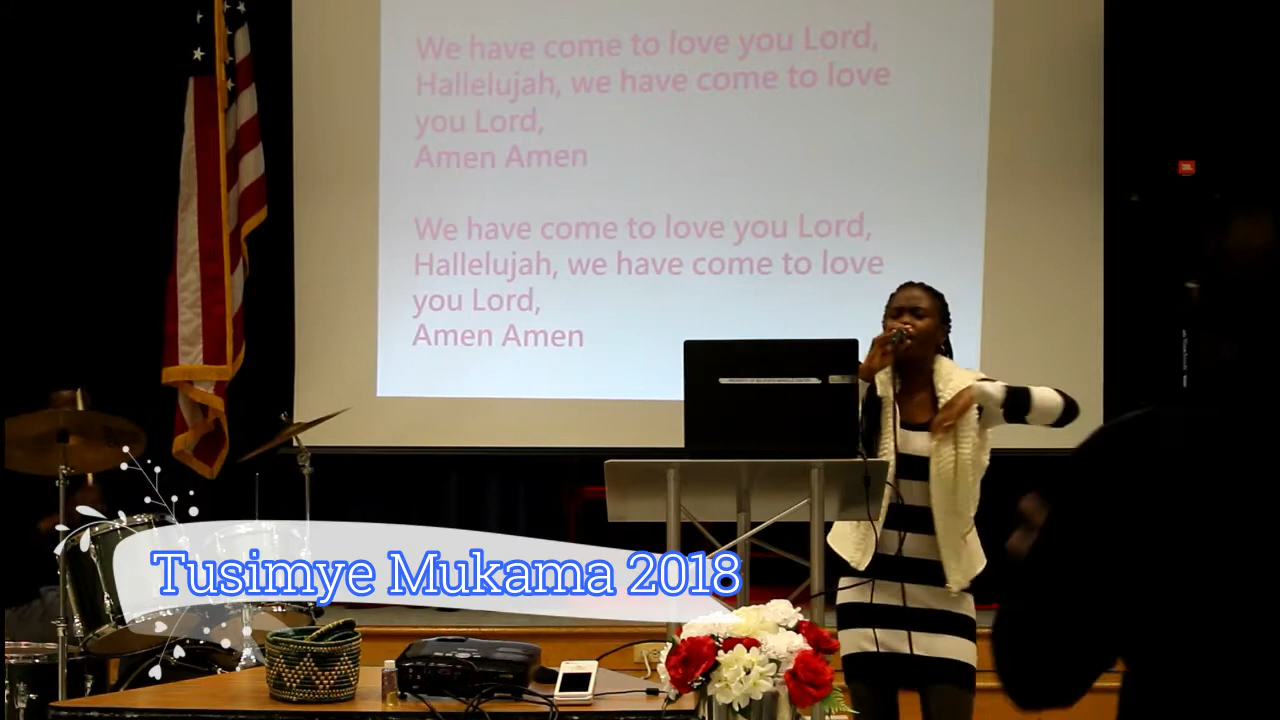 We have come to love you Lord,
Hallelujah, we have come to love
you Lord,
Amen Amen
We have come to love you Lord,
Hallelujah, we have come to love
you Lord,
Amen Amen
Tusimye Mukama 2018